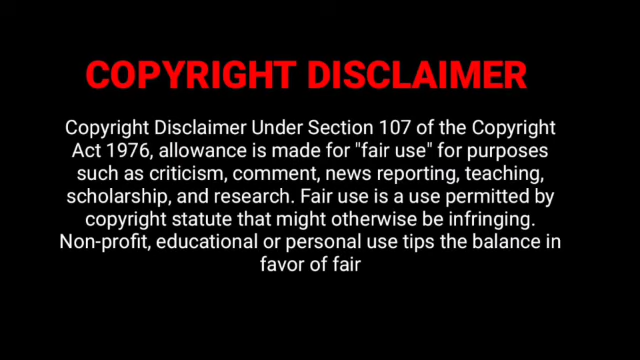 COPYRIGHT DISCLAIMER
Copyright Disclaimer Under Section 107 of the Copyright
Act 1976, allowance is made for "fair use" for purposes
such as criticism, comment, news reporting, teaching,
scholarship, and research. Fair use is a use permitted by
copyright statute that might otherwise be infringing.
Non-profit, educational or personal use tips the balance in
favor of fair